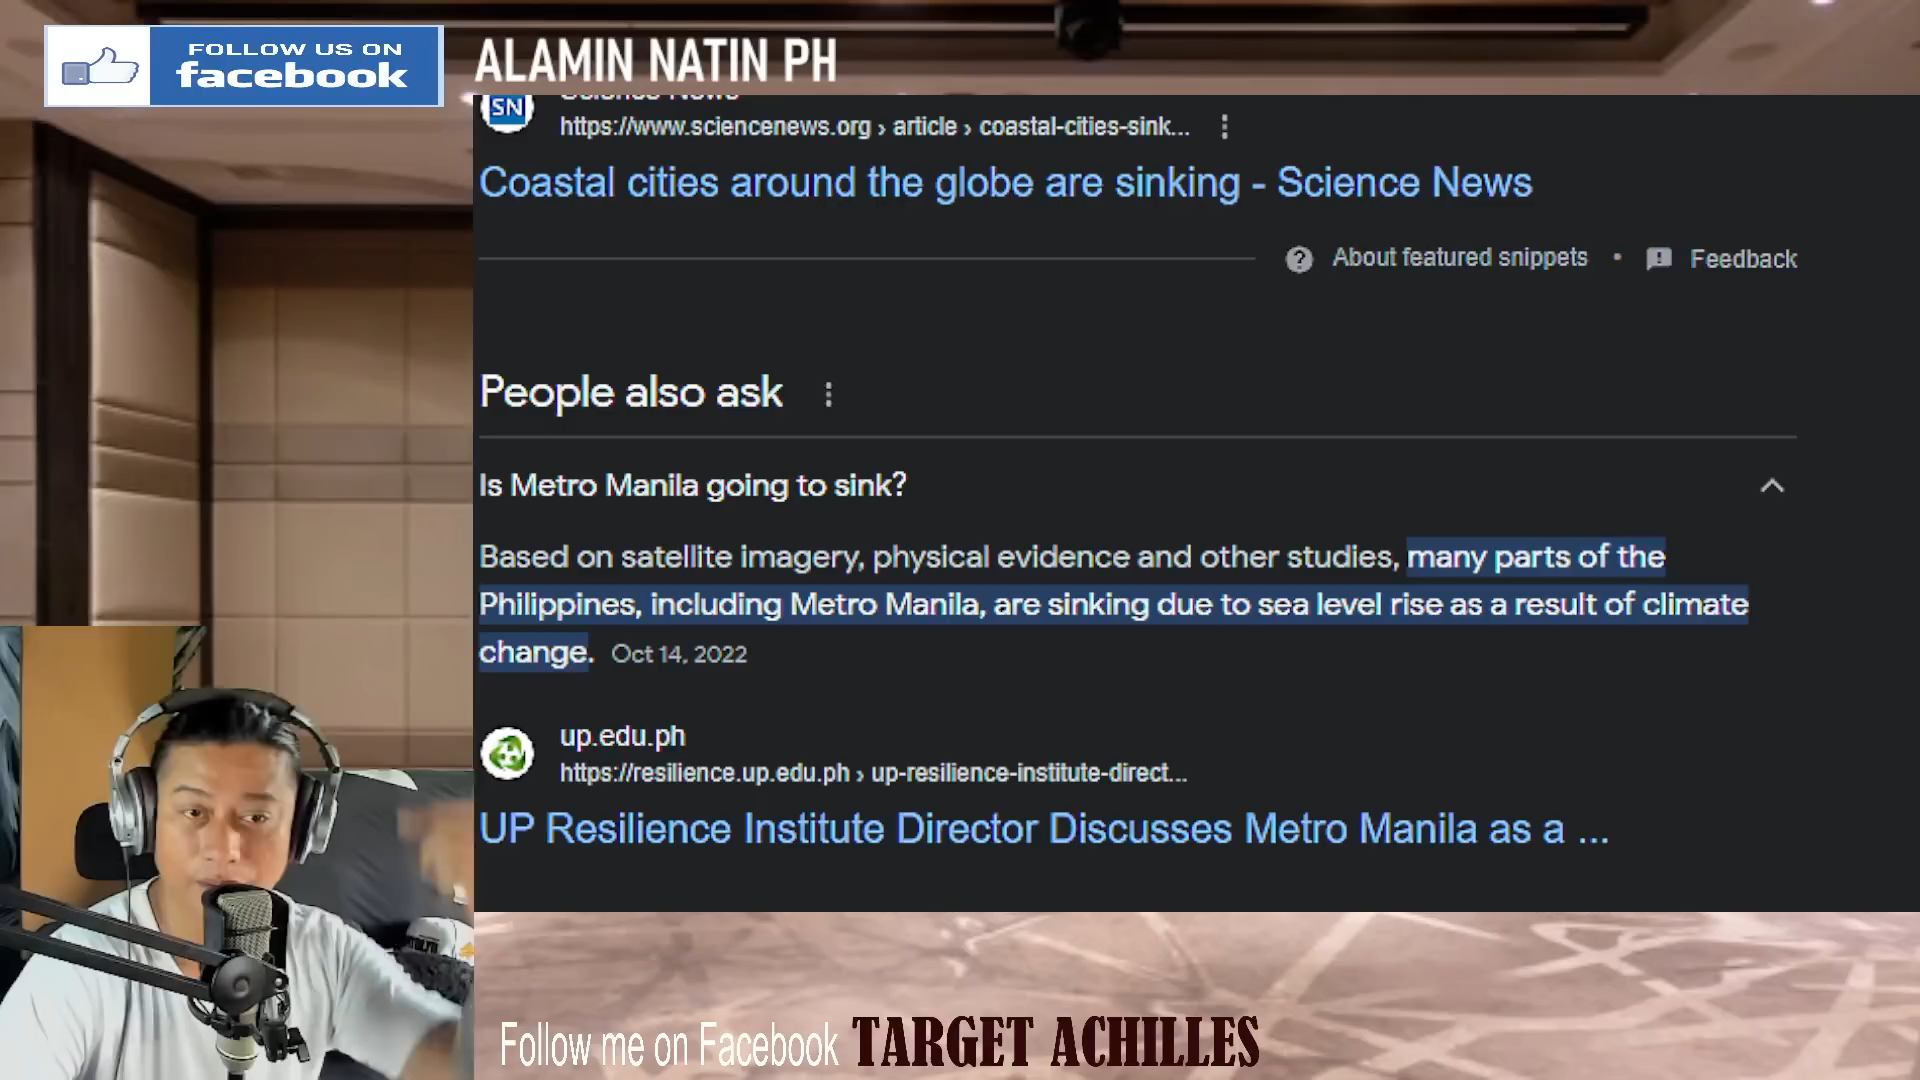 FOLLOW US ON
facebook
ALAMIN NATIN PH
Science News
SN
https://www.sciencenews.org › article › coastal-cities-sink...
Coastal cities around the globe are sinking - Science News
About featured snippets • Feedback
People also ask
Is Metro Manila going to sink?
Based on satellite imagery, physical evidence and other studies, many parts of the
Philippines, including Metro Manila, are sinking due to sea level rise as a result of climate
change. Oct 14, 2022
up.edu.ph
https://resilience.up.edu.ph › up-resilience-institute-direct...
UP Resilience Institute Director Discusses Metro Manila as a ...
Follow me on Facebook TARGET ACHILLES